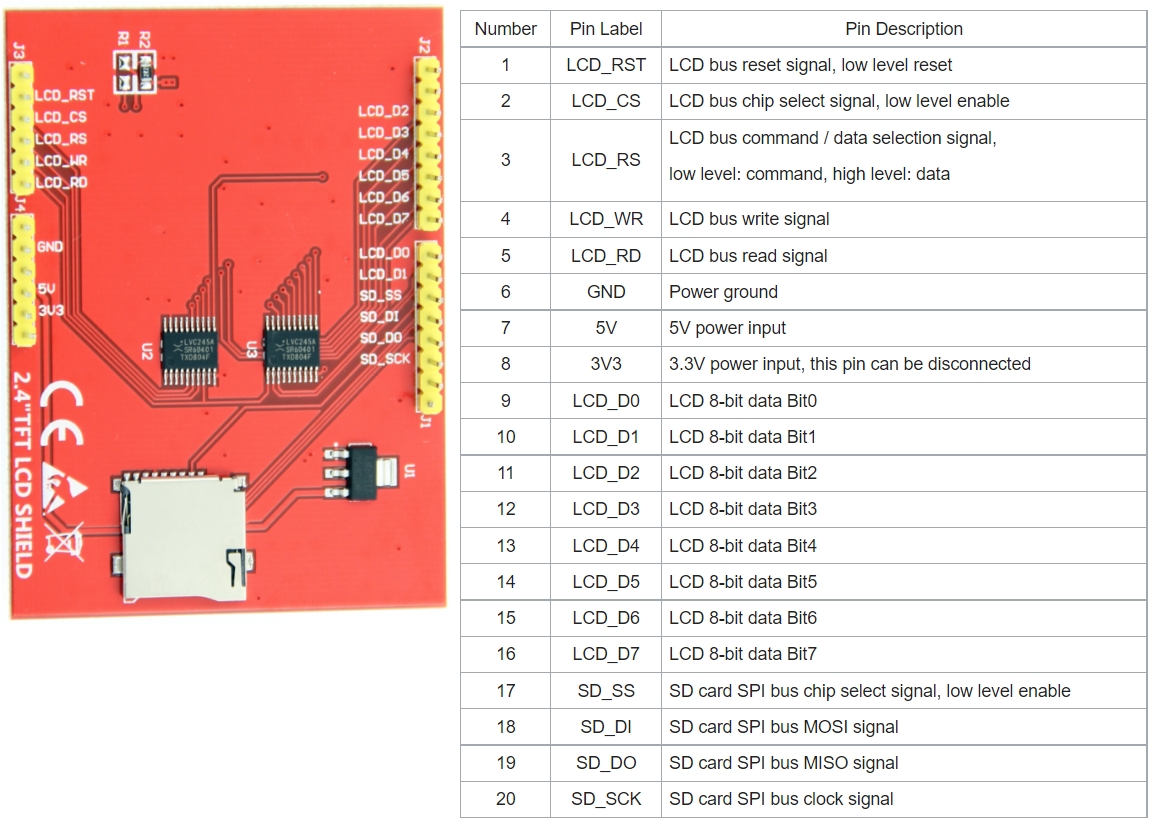 J3
R1
R2
J2
LCD_RST
LCD_CS
LCD_RS
LCD_WR
LCD_RD
LCD_D2
LCD_D3
LCD_D4
LCD_D5
LCD_D6
LCD_D7
J4
GND
5V
3V3
LCD_D0
LCD_D1
SD_SS
SD_DI
SD_DO
SD_SCK
U2
LVC245A
SR60401
TXD804F
U3
LVC245A
SR60401
TXD804F
J1
U1
CE
2.4"TFT LCD SHIELD
Number Pin Label Pin Description
1 LCD_RST LCD bus reset signal, low level reset
2 LCD_CS LCD bus chip select signal, low level enable
3 LCD_RS LCD bus command / data selection signal,
low level: command, high level: data
4 LCD_WR LCD bus write signal
5 LCD_RD LCD bus read signal
6 GND Power ground
7 5V 5V power input
8 3V3 3.3V power input, this pin can be disconnected
9 LCD_D0 LCD 8-bit data Bit0
10 LCD_D1 LCD 8-bit data Bit1
11 LCD_D2 LCD 8-bit data Bit2
12 LCD_D3 LCD 8-bit data Bit3
13 LCD_D4 LCD 8-bit data Bit4
14 LCD_D5 LCD 8-bit data Bit5
15 LCD_D6 LCD 8-bit data Bit6
16 LCD_D7 LCD 8-bit data Bit7
17 SD_SS SD card SPI bus chip select signal, low level enable
18 SD_DI SD card SPI bus MOSI signal
19 SD_DO SD card SPI bus MISO signal
20 SD_SCK SD card SPI bus clock signal